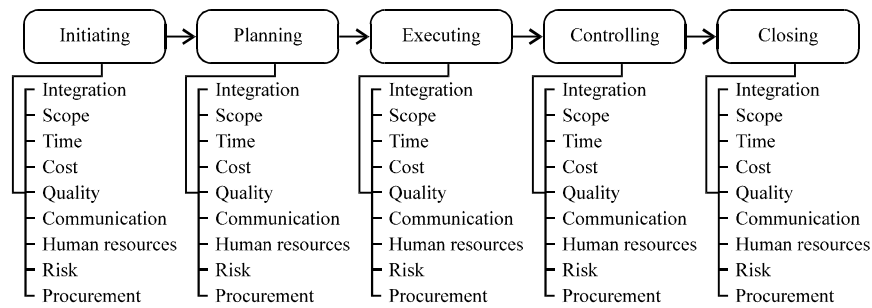 Initiating
Planning
Executing
Controlling
Closing
Integration
Scope
Time
Cost
Quality
Communication
Human resources
Risk
Procurement
Integration
Scope
Time
Cost
Quality
Communication
Human resources
Risk
Procurement
Integration
Scope
Time
Cost
Quality
Communication
Human resources
Risk
Procurement
Integration
Scope
Time
Cost
Quality
Communication
Human resources
Risk
Procurement
Integration
Scope
Time
Cost
Quality
Communication
Human resources
Risk
Procurement